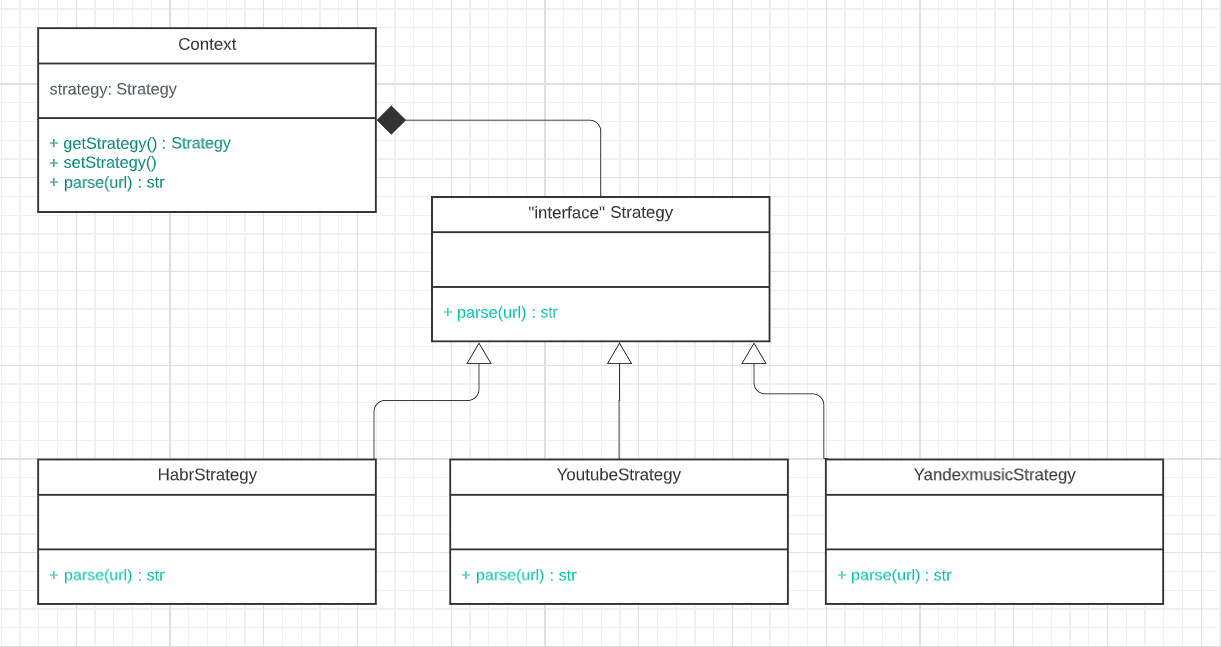 Context
strategy: Strategy
+ getStrategy() : Strategy
+ setStrategy()
+ parse(url) : str
"interface" Strategy
+ parse(url) : str
HabrStrategy
+ parse(url) : str
YoutubeStrategy
+ parse(url) : str
YandexmusicStrategy
+ parse(url) : str